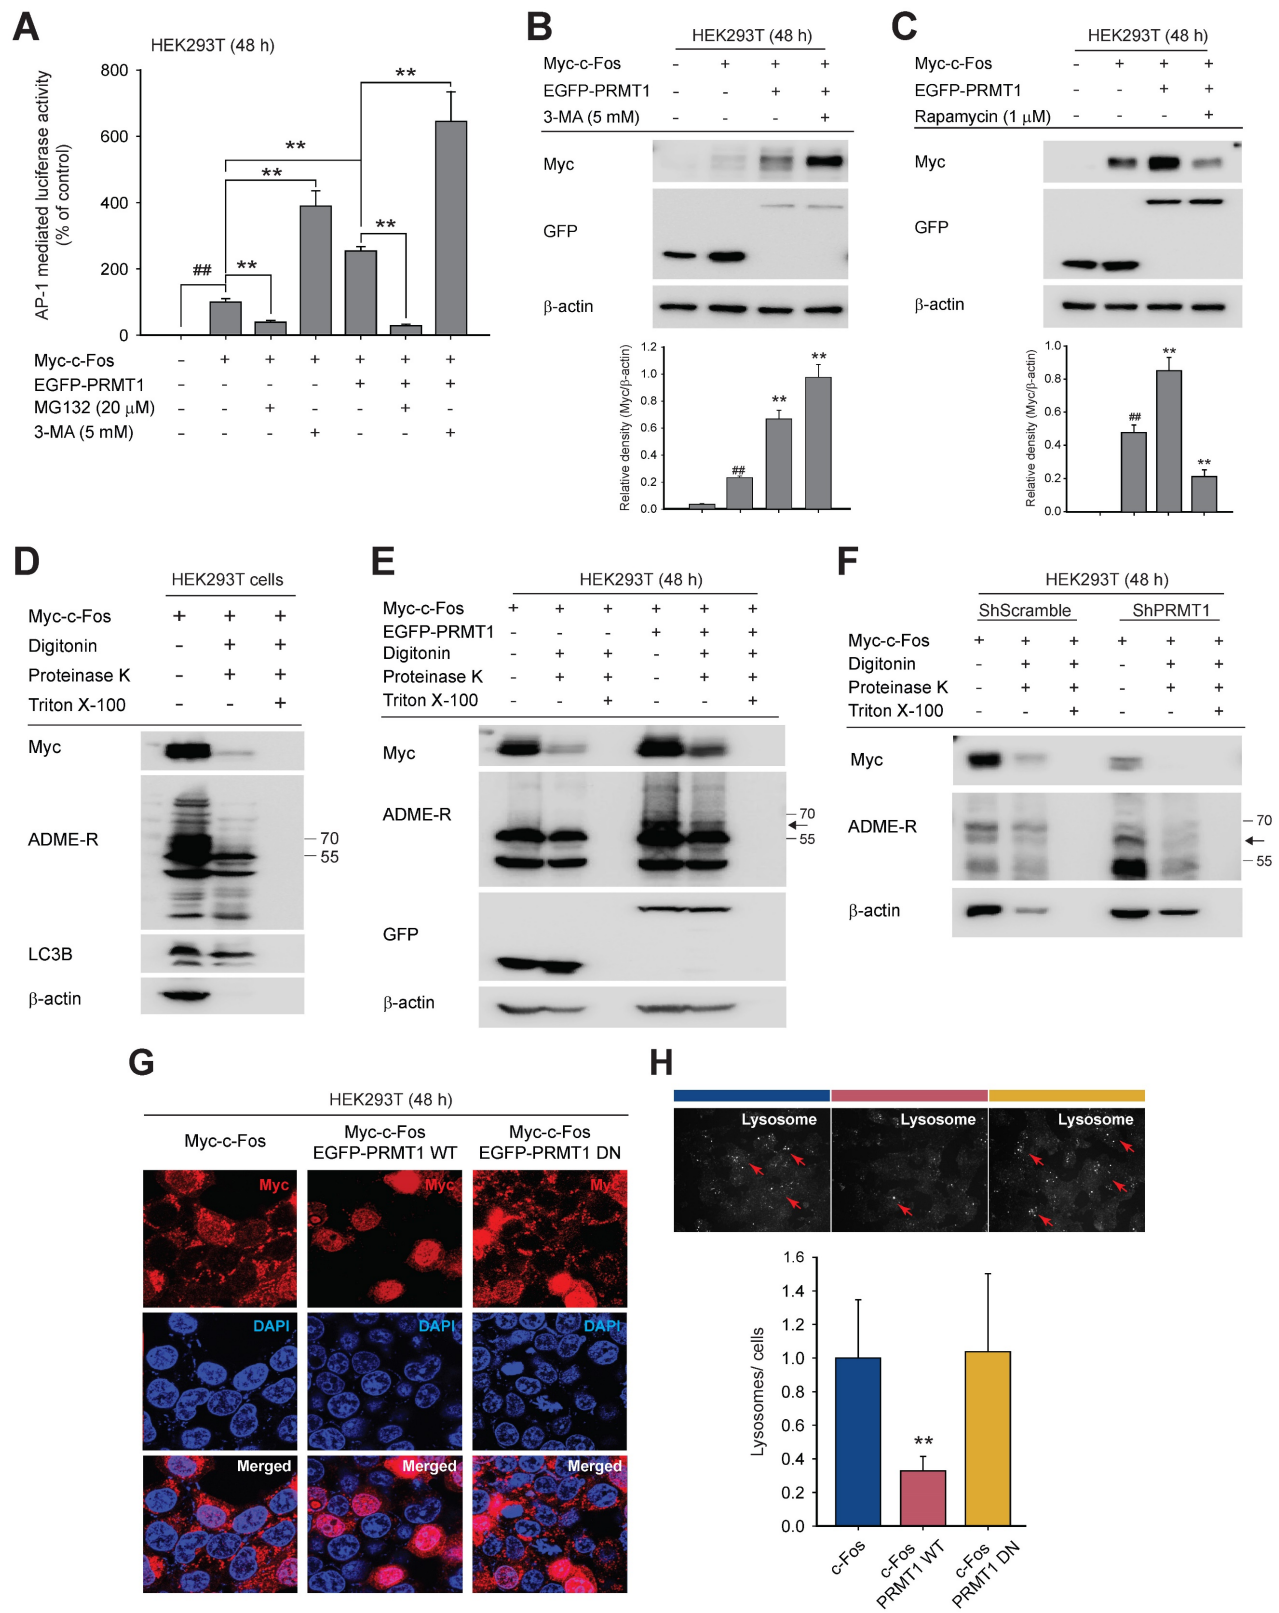 A
HEK293T (48 h)
AP-1 mediated luciferase activity
(% of control)
800
600
400
200
0
##
**
**
**
**
**
Myc-c-Fos - + + + + + +
EGFP-PRMT1 - - - - + + +
MG132 (20 μM) - - + - - + -
3-MA (5 mM) - - - + - - +
B
HEK293T (48 h)
Myc-c-Fos - + + +
EGFP-PRMT1 - - + +
3-MA (5 mM) - - - +
Myc
GFP
β-actin
Relative density (Myc/β-actin)
1.2
1.0
0.8
0.6
0.4
0.2
0.0
##
**
**
C
HEK293T (48 h)
Myc-c-Fos - + + +
EGFP-PRMT1 - - + +
Rapamycin (1 μM) - - - +
Myc
GFP
β-actin
Relative density (Myc/β-actin)
1.0
0.8
0.6
0.4
0.2
0.0
##
**
**
D
HEK293T cells
Myc-c-Fos + + +
Digitonin - + +
Proteinase K - + +
Triton X-100 - - +
Myc
ADME-R
70
55
LC3B
β-actin
E
HEK293T (48 h)
Myc-c-Fos + + + + + +
EGFP-PRMT1 - - - + + +
Digitonin - + + - + +
Proteinase K - + + - + +
Triton X-100 - - + - - +
Myc
ADME-R
70
55
GFP
β-actin
F
HEK293T (48 h)
ShScramble ShPRMT1
Myc-c-Fos + + + + + +
Digitonin - + + - + +
Proteinase K - + + - + +
Triton X-100 - - + - - +
Myc
ADME-R
70
55
β-actin
G
HEK293T (48 h)
Myc-c-Fos
Myc-c-Fos
EGFP-PRMT1 WT
Myc-c-Fos
EGFP-PRMT1 DN
Myc Myc Myc
DAPI DAPI DAPI
Merged Merged Merged
H
Lysosome Lysosome Lysosome
Lysosomes/ cells
1.6
1.4
1.2
1.0
0.8
0.6
0.4
0.2
0.0
**
c-Fos
c-Fos
PRMT1 WT
c-Fos
PRMT1 DN